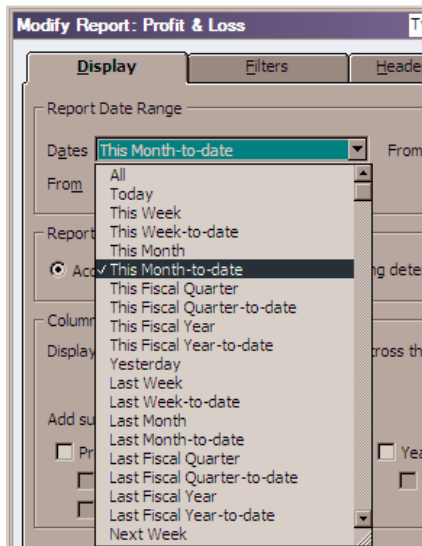 Modify Report: Profit & Loss
Display Filters
Report Date Range
Dates This Month-to-date From
From
All
Today
This Week
This Week-to-date
Report
This Month
This Month-to-date
This Fiscal Quarter
This Fiscal Quarter-to-date
This Fiscal Year
This Fiscal Year-to-date
Display
Yesterday
Last Week
Last Week-to-date
Last Month
Last Month-to-date
Last Fiscal Quarter
Last Fiscal Quarter-to-date
Last Fiscal Year
Last Fiscal Year-to-date
Next Week